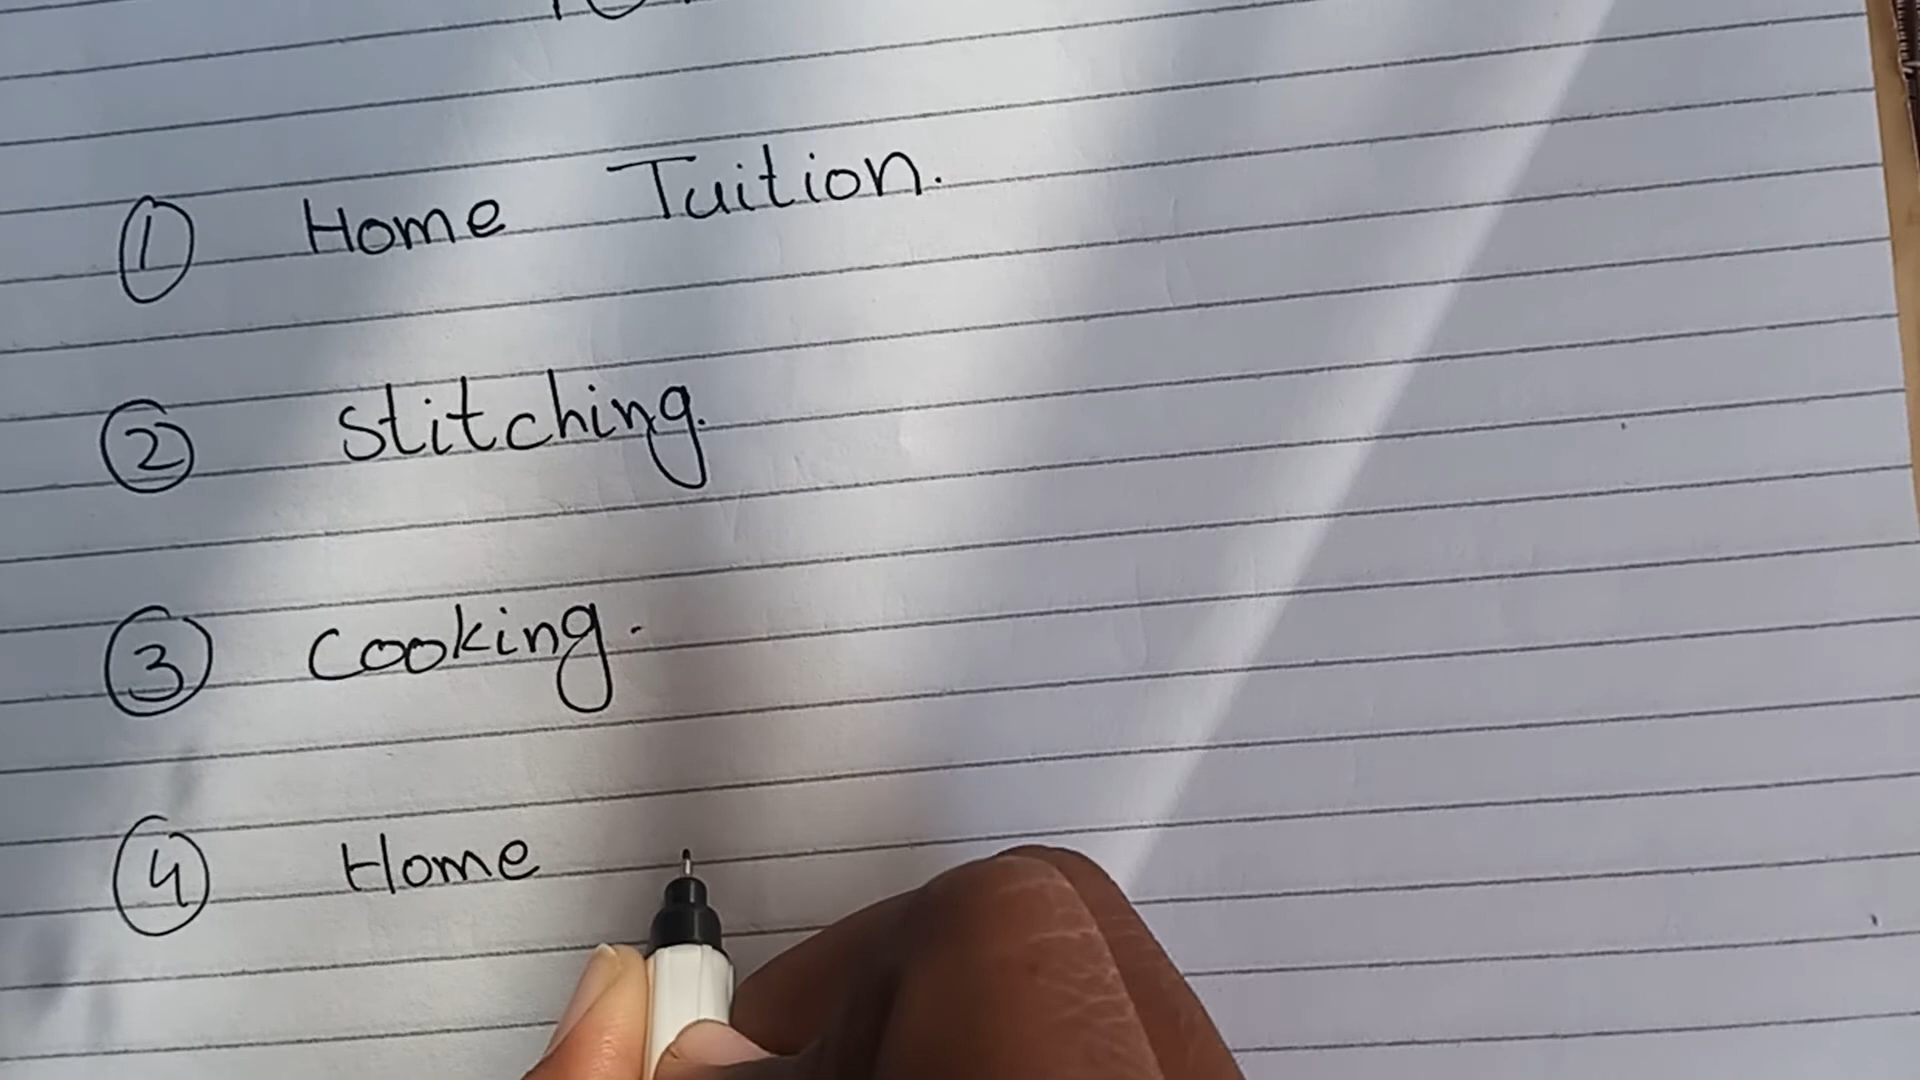 ① Home Tuition.
② Stitching.
③ Cooking.
④ Home